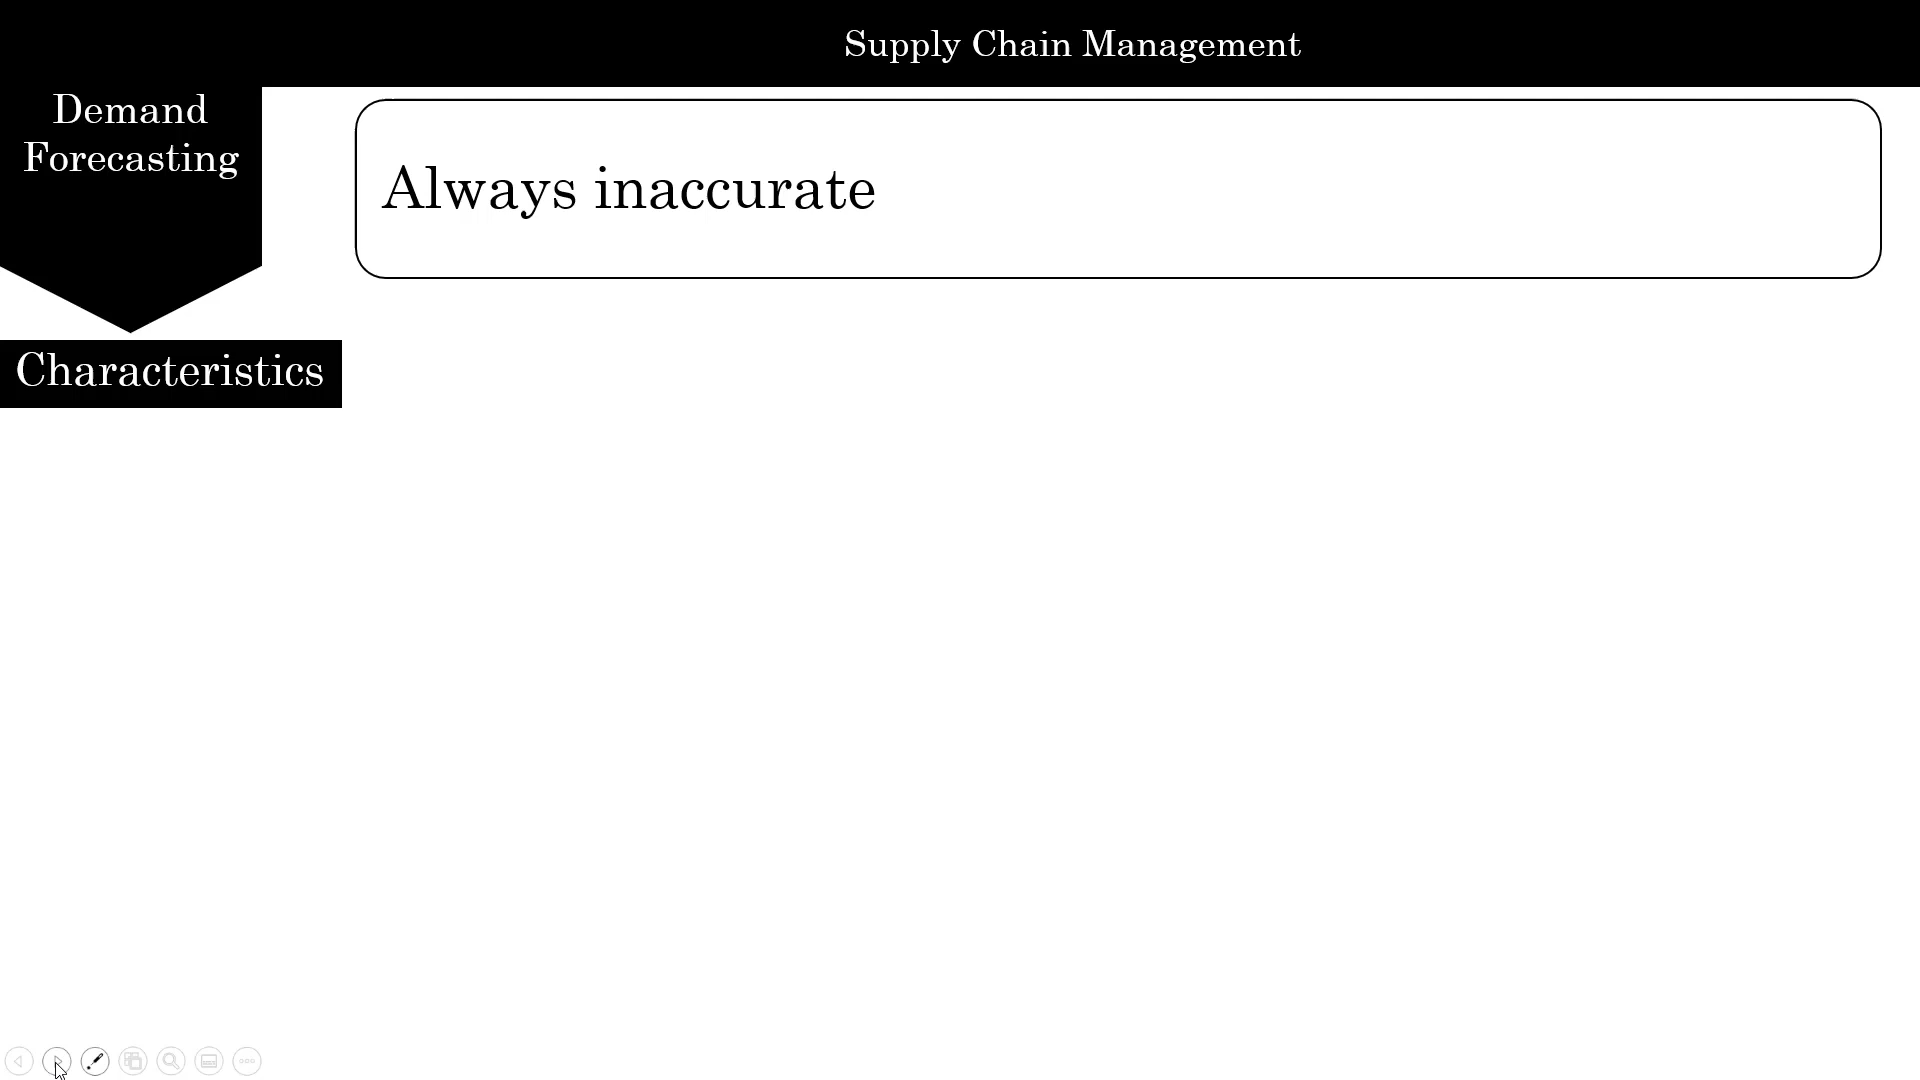 Supply Chain Management
Demand
Forecasting
Always inaccurate
Characteristics